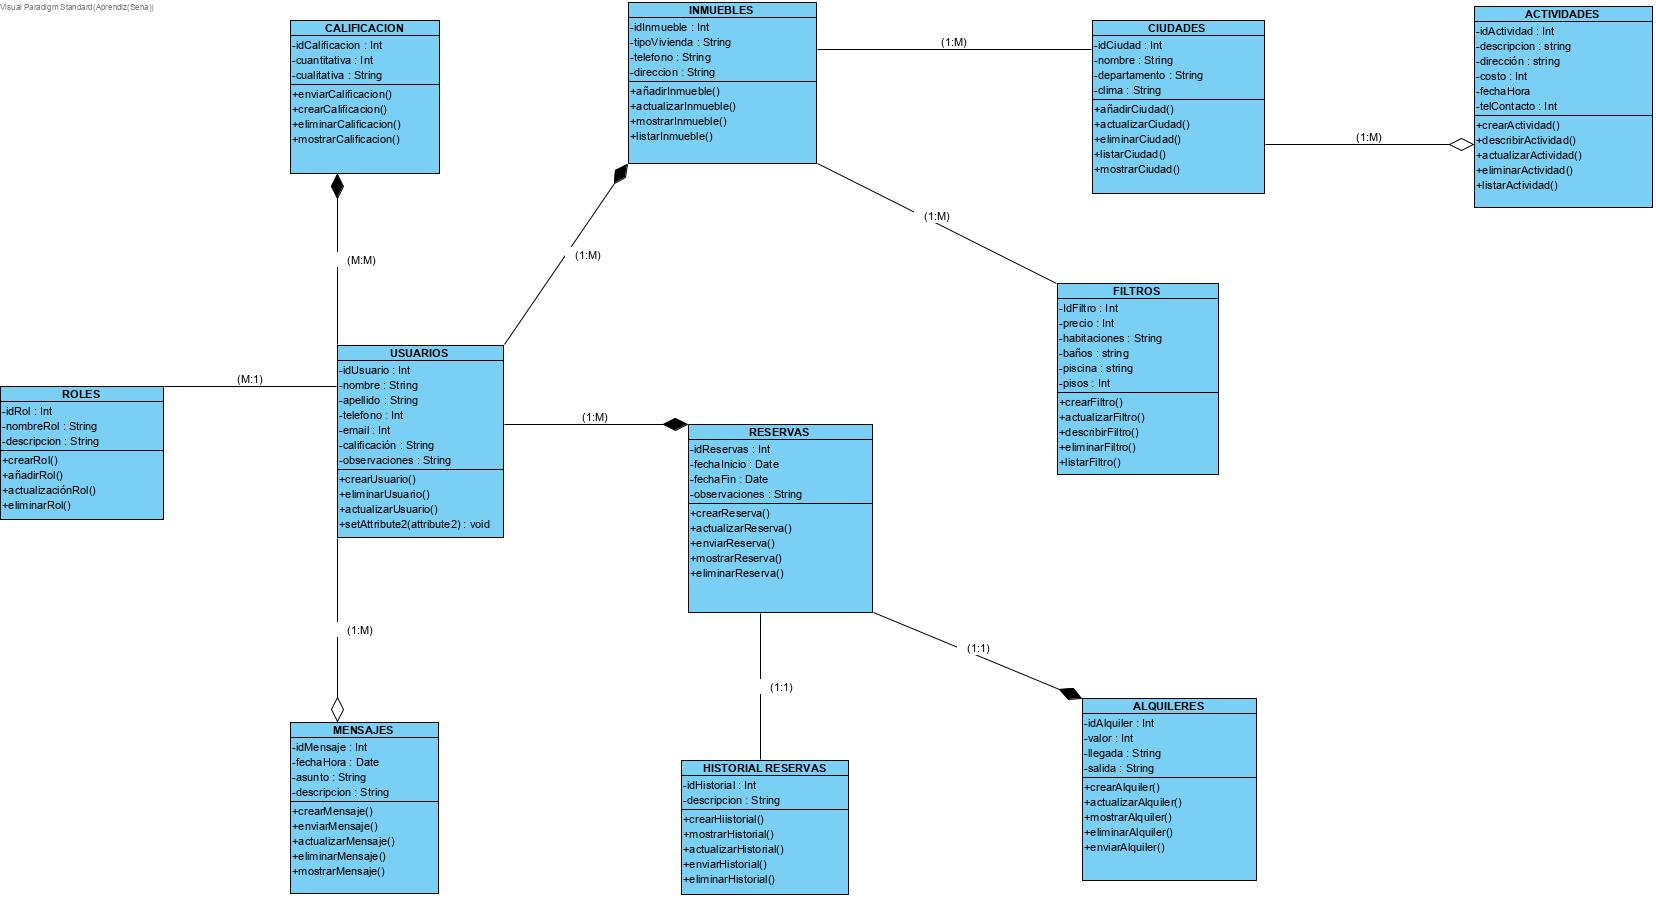 Visual Paradigm Standard(Aprendiz(Sena))
CALIFICACION
-idCalificacion : Int
-cuantitativa : Int
-cualitativa : String
+enviarCalificacion()
+crearCalificacion()
+eliminarCalificacion()
+mostrarCalificacion()
INMUEBLES
-idInmueble : Int
-tipoVivienda : String
-telefono : String
-direccion : String
+añadirInmueble()
+actualizarInmueble()
+mostrarInmueble()
+listarInmueble()
(1:M)
CIUDADES
-idCiudad : Int
-nombre : String
-departamento : String
-clima : String
+añadirCiudad()
+actualizarCiudad()
+eliminarCiudad()
+listarCiudad()
+mostrarCiudad()
(1:M)
ACTIVIDADES
-idActividad : Int
-descripcion : string
-dirección : string
-costo : Int
-fechaHora
-telContacto : Int
+crearActividad()
+describirActividad()
+actualizarActividad()
+eliminarActividad()
+listarActividad()
(M:M)
(1:M)
(1:M)
FILTROS
-IdFiltro : Int
-precio : Int
-habitaciones : String
-baños : string
-piscina : string
-pisos : Int
+crearFiltro()
+actualizarFiltro()
+describirFiltro()
+eliminarFiltro()
+listarFiltro()
ROLES
-idRol : Int
-nombreRol : String
-descripcion : String
+crearRol()
+añadirRol()
+actualizaciónRol()
+eliminarRol()
(M:1)
USUARIOS
-idUsuario : Int
-nombre : String
-apellido : String
-telefono : Int
-email : Int
-calificación : String
-observaciones : String
+crearUsuario()
+eliminarUsuario()
+actualizarUsuario()
+setAttribute2(attribute2) : void
(1:M)
RESERVAS
-idReservas : Int
-fechaInicio : Date
-fechaFin : Date
-observaciones : String
+crearReserva()
+actualizarReserva()
+enviarReserva()
+mostrarReserva()
+eliminarReserva()
(1:M)
(1:1)
(1:1)
MENSAJES
-idMensaje : Int
-fechaHora : Date
-asunto : String
-descripcion : String
+crearMensaje()
+enviarMensaje()
+actualizarMensaje()
+eliminarMensaje()
+mostrarMensaje()
HISTORIAL RESERVAS
-idHistorial : Int
-descripcion : String
+crearHiistorial()
+mostrarHistorial()
+actualizarHistorial()
+enviarHistorial()
+eliminarHistorial()
ALQUILERES
-idAlquiler : Int
-valor : Int
-llegada : String
-salida : String
+crearAlquiler()
+actualizarAlquiler()
+mostrarAlquiler()
+eliminarAlquiler()
+enviarAlquiler()